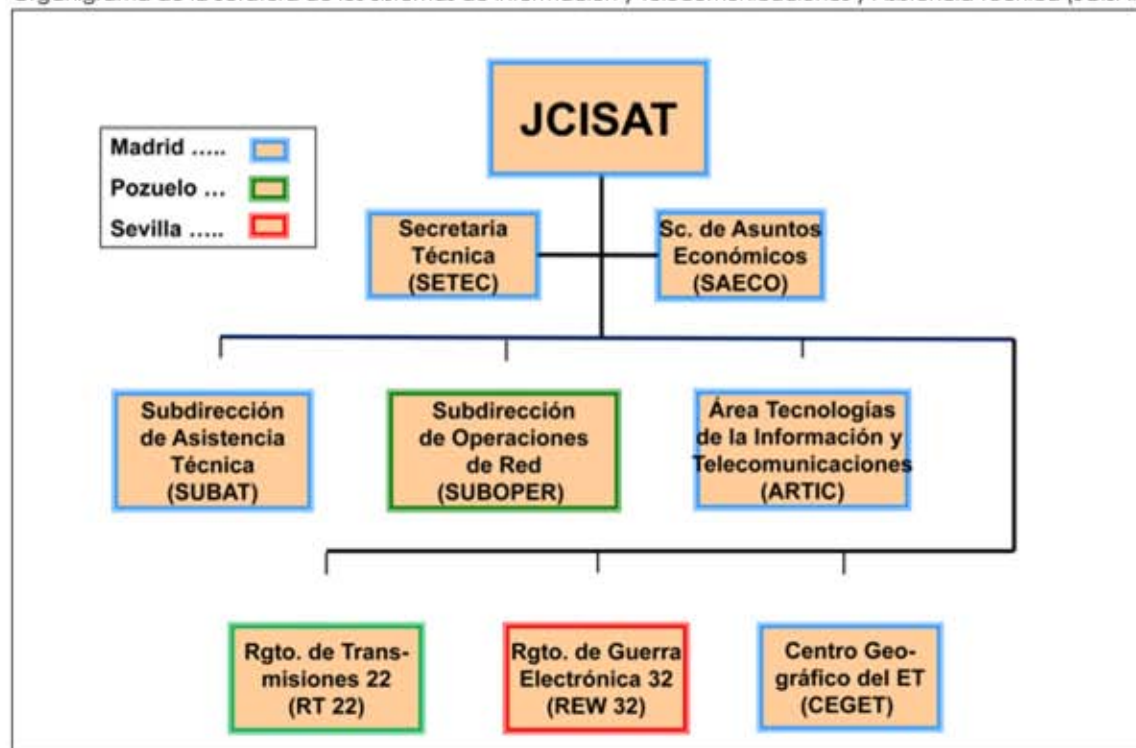 JCISAT
Madrid .....
Pozuelo ...
Sevilla .....
Secretaria
Técnica
(SETEC)
Sc. de Asuntos
Económicos
(SAECO)
Subdirección
de Asistencia
Técnica
(SUBAT)
Subdirección
de Operaciones
de Red
(SUBOPER)
Área Tecnologías
de la Información y
Telecomunicaciones
(ARTIC)
Rgto. de Trans-
misiones 22
(RT 22)
Rgto. de Guerra
Electrónica 32
(REW 32)
Centro Geo-
gráfico del ET
(CEGET)